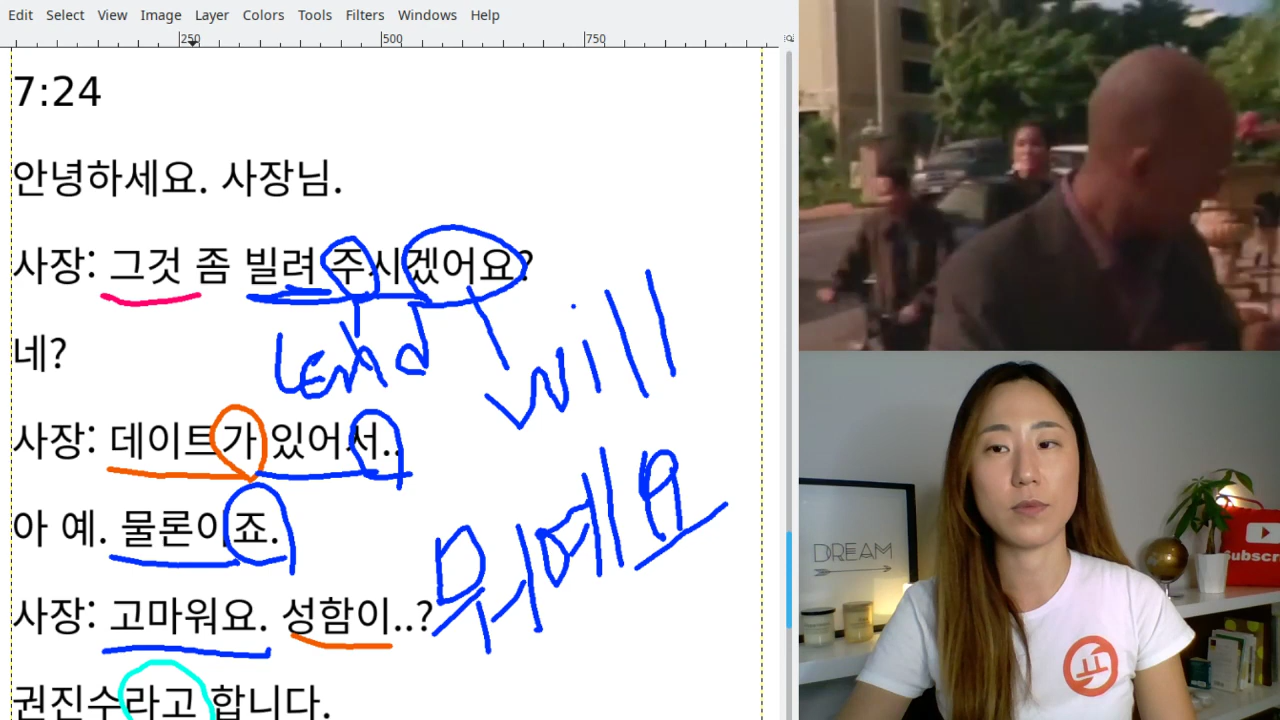 Edit Select View Image Layer Colors Tools Filters Windows Help
250 500 750
7:24
안녕하세요. 사장님.
사장: 그것 좀 빌려 주시겠어요?
Lend will
네?
사장: 데이트가 있어서..
아 예. 물론이죠.
뭐예요
사장: 고마워요. 성함이..?
권진수라고 합니다.
DREAM
Subscr